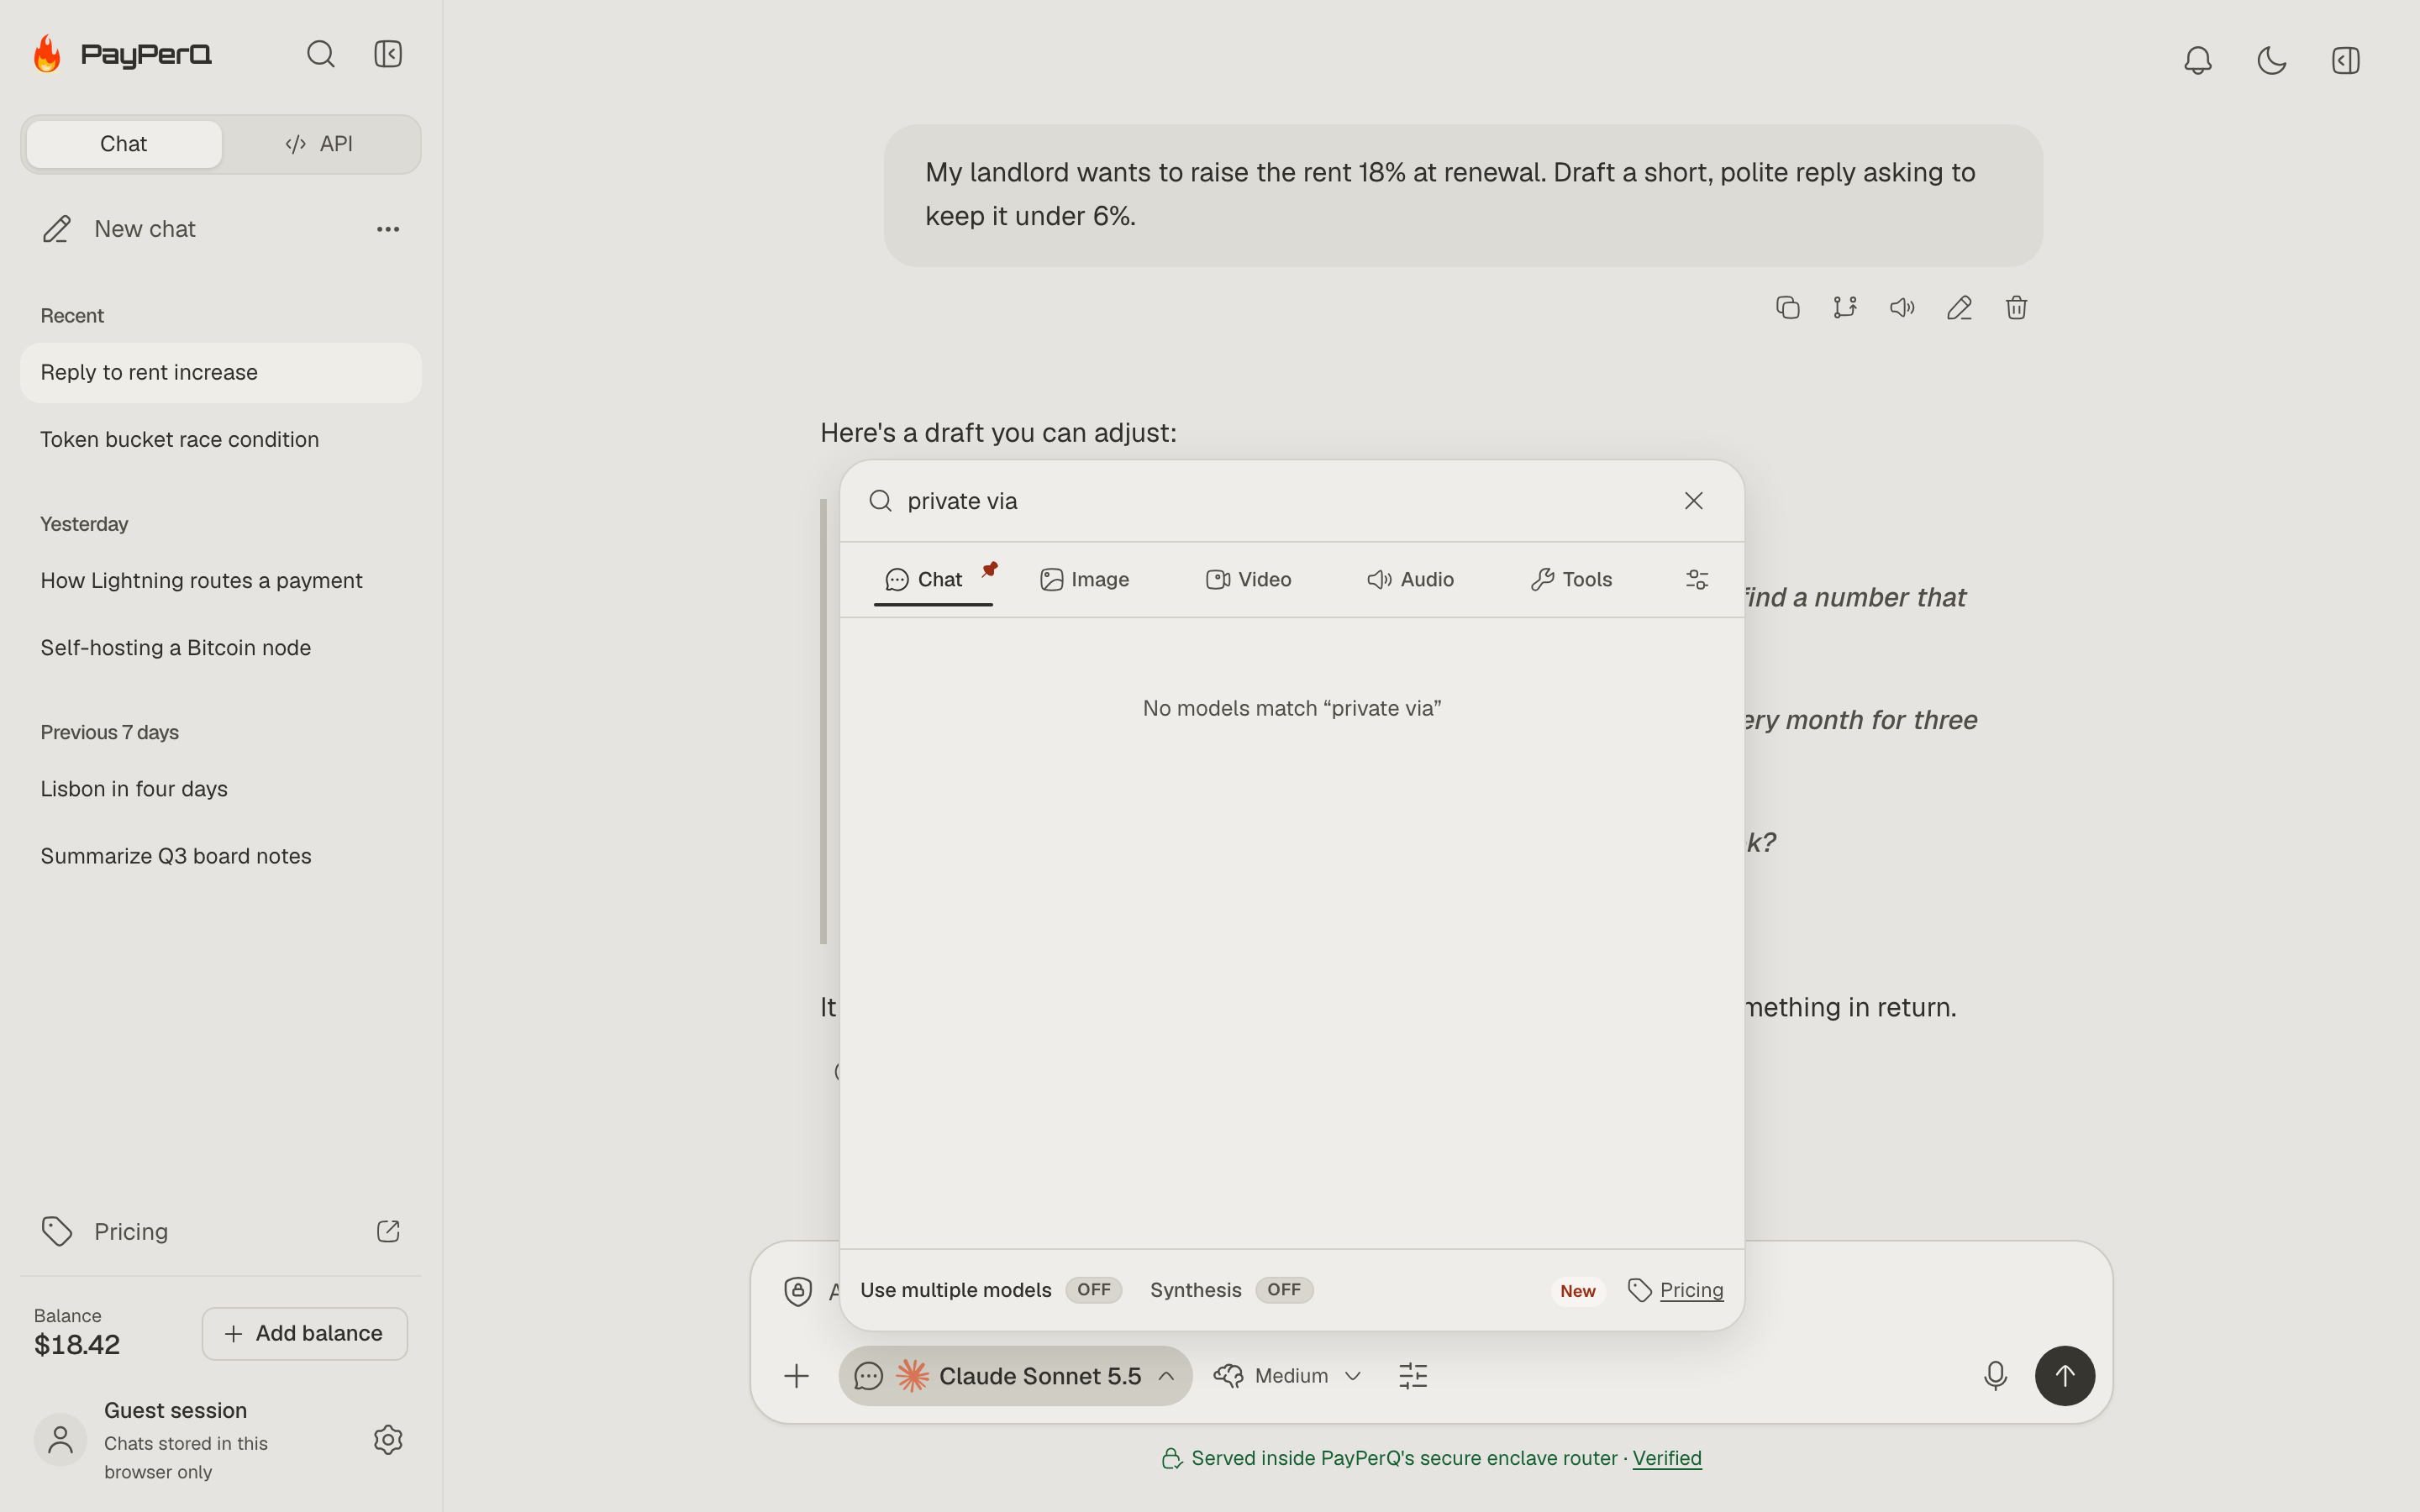 PayPerQ
Chat
API
New chat
Recent
Reply to rent increase
Token bucket race condition
Yesterday
How Lightning routes a payment
Self-hosting a Bitcoin node
Previous 7 days
Lisbon in four days
Summarize Q3 board notes
Pricing
Balance
$18.42
Add balance
Guest session
Chats stored in this
browser only
My landlord wants to raise the rent 18% at renewal. Draft a short, polite reply asking to
keep it under 6%.
Here's a draft you can adjust:
private via
Chat
Image
Video
Audio
Tools
find a number that
No models match “private via”
ery month for three
k?
It
mething in return.
Use multiple models OFF
Synthesis OFF
New
Pricing
Claude Sonnet 5.5
Medium
Served inside PayPerQ's secure enclave router · Verified